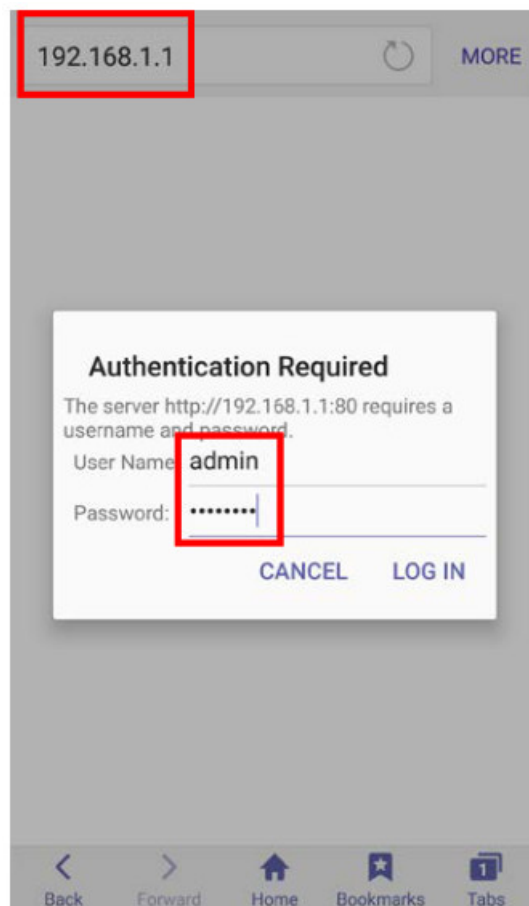 192.168.1.1 MORE
Authentication Required
The server http://192.168.1.1:80 requires a
username and password.
User Name admin
Password: ••••••••
CANCEL LOG IN
Back Forward Home Bookmarks 1 Tabs